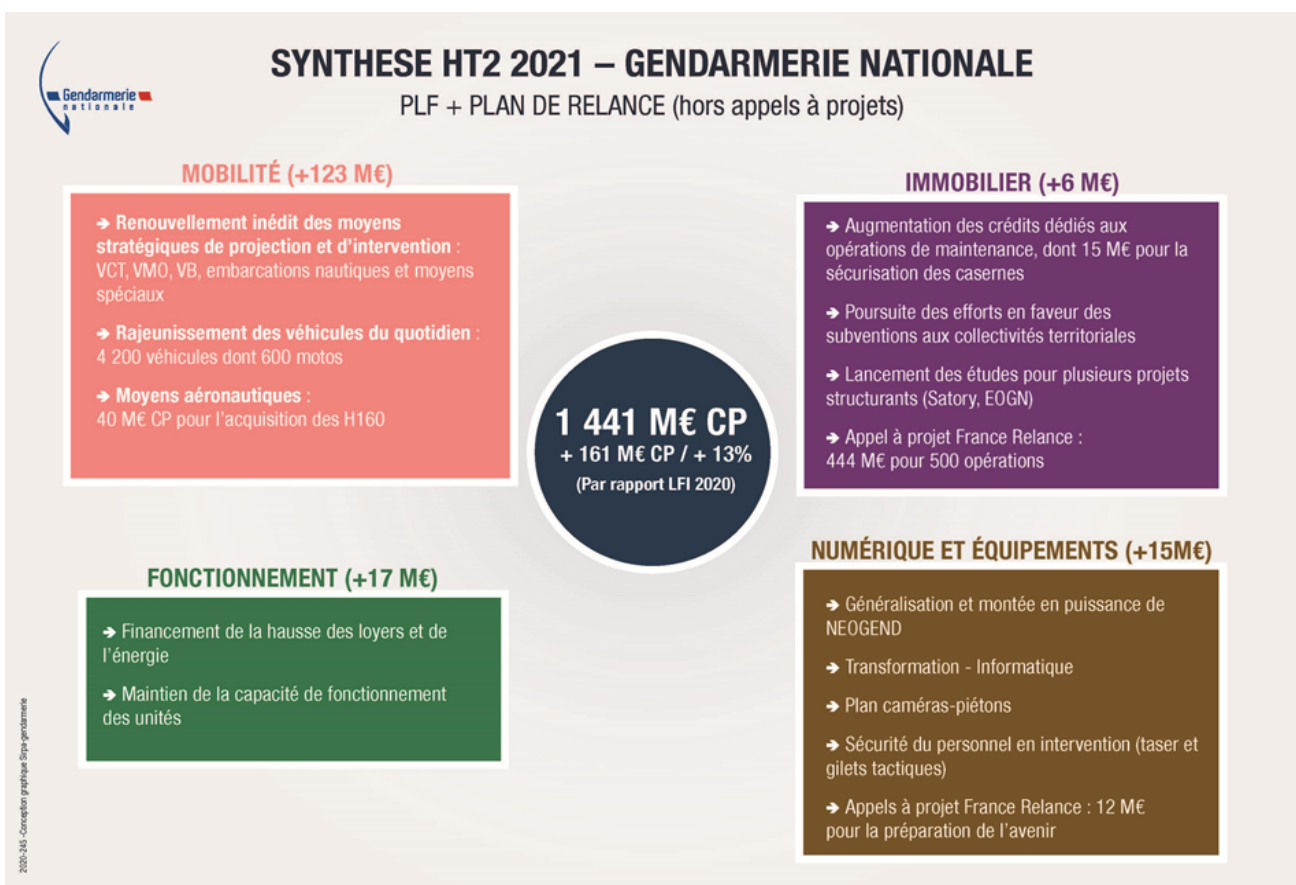 Gendarmerie
nationale
SYNTHESE HT2 2021 – GENDARMERIE NATIONALE
PLF + PLAN DE RELANCE (hors appels à projets)
MOBILITÉ (+123 M€)
➔ Renouvellement inédit des moyens
stratégiques de projection et d'intervention :
VCT, VMO, VB, embarcations nautiques et moyens
spéciaux
➔ Rajeunissement des véhicules du quotidien :
4 200 véhicules dont 600 motos
➔ Moyens aéronautiques :
40 M€ CP pour l'acquisition des H160
IMMOBILIER (+6 M€)
➔ Augmentation des crédits dédiés aux
opérations de maintenance, dont 15 M€ pour la
sécurisation des casernes
➔ Poursuite des efforts en faveur des
subventions aux collectivités territoriales
➔ Lancement des études pour plusieurs projets
structurants (Satory, EOGN)
➔ Appel à projet France Relance :
444 M€ pour 500 opérations
1 441 M€ CP
+ 161 M€ CP / + 13%
(Par rapport LFI 2020)
FONCTIONNEMENT (+17 M€)
➔ Financement de la hausse des loyers et de
l'énergie
➔ Maintien de la capacité de fonctionnement
des unités
NUMÉRIQUE ET ÉQUIPEMENTS (+15M€)
➔ Généralisation et montée en puissance de
NEOGEND
➔ Transformation - Informatique
➔ Plan caméras-piétons
➔ Sécurité du personnel en intervention (taser et
gilets tactiques)
➔ Appels à projet France Relance : 12 M€
pour la préparation de l'avenir
2020-245 -Conception graphique Sirpa-gendarmerie